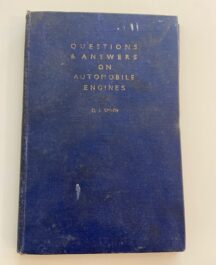 QUESTIONS
& ANSWERS
ON
AUTOMOBILE
ENGINES